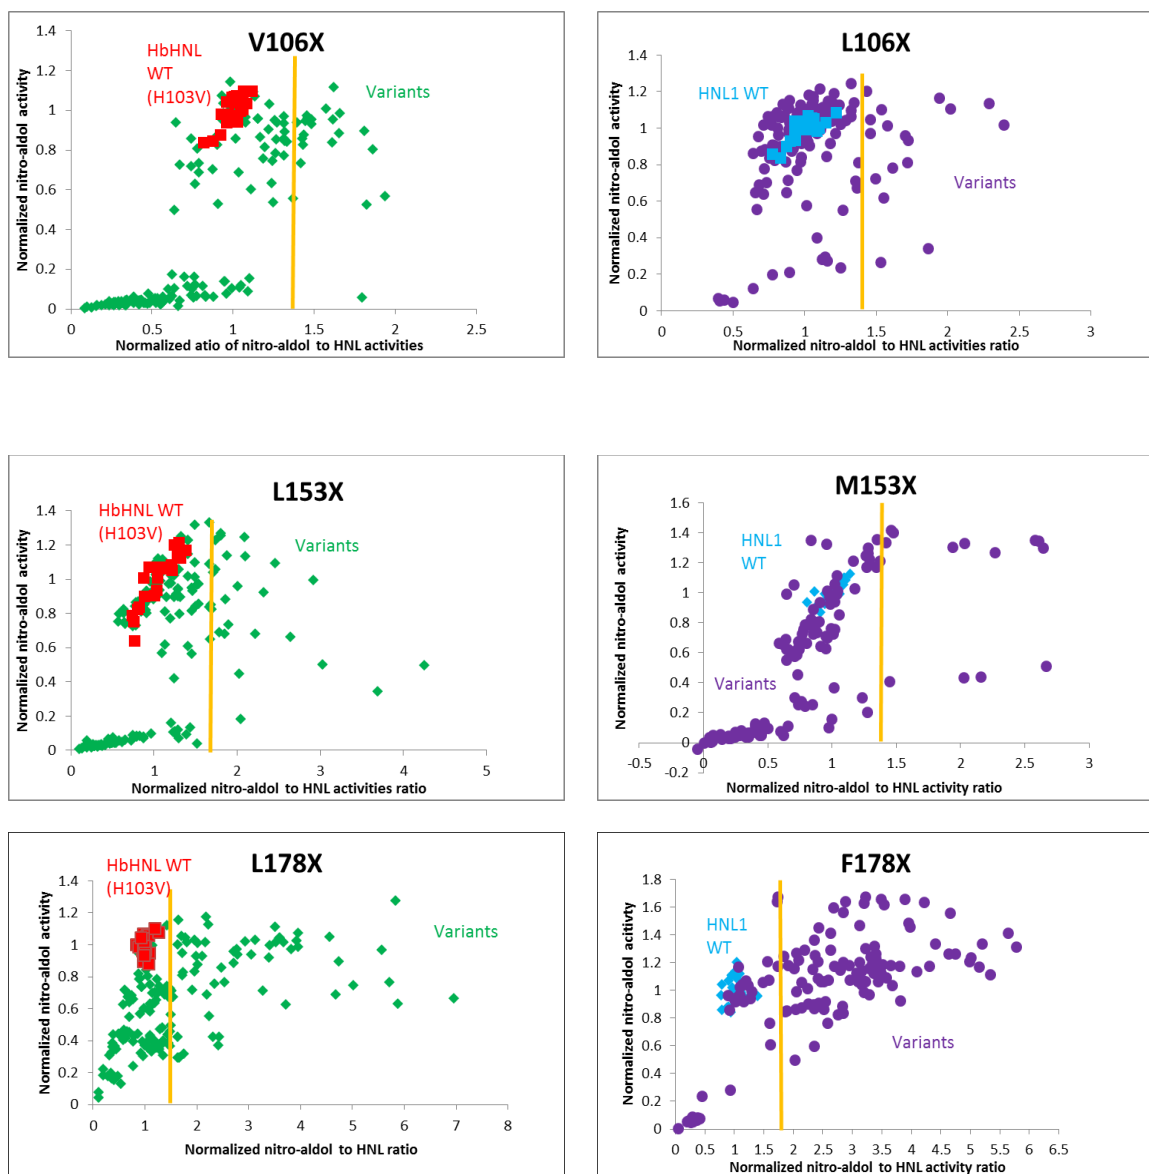 V106X
HbHNL
WT
(H103V)
Variants
Normalized nitro-aldol activity
1.4
1.2
1
0.8
0.6
0.4
0.2
0
0 0.5 1 1.5 2 2.5
Normalized atio of nitro-aldol to HNL activities
L106X
HNL1 WT
Variants
Normalized nitro-aldol activity
1.4
1.2
1
0.8
0.6
0.4
0.2
0
0 0.5 1 1.5 2 2.5 3
Normalized nitro-aldol to HNL activities ratio
L153X
HbHNL WT
(H103V)
Variants
Normalized nitro-aldol activity
1.4
1.2
1
0.8
0.6
0.4
0.2
0
0 1 2 3 4 5
Normalized nitro-aldol to HNL activities ratio
M153X
HNL1
WT
Variants
Normalized nitro-aldol activity
1.6
1.4
1.2
1
0.8
0.6
0.4
0.2
0
-0.2
-0.5 0 0.5 1 1.5 2 2.5 3
Normalized nitro-aldol to HNL activity ratio
L178X
HbHNL WT
(H103V)
Variants
Normalized nitro-aldol activity
1.4
1.2
1
0.8
0.6
0.4
0.2
0
0 1 2 3 4 5 6 7 8
Normalized nitro-aldol to HNL ratio
F178X
HNL1
WT
Variants
Normalized nitro-aldol acitivty
1.8
1.6
1.4
1.2
1
0.8
0.6
0.4
0.2
0
0 0.5 1 1.5 2 2.5 3 3.5 4 4.5 5 5.5 6 6.5
Normalized nitro-aldol to HNL activity ratio